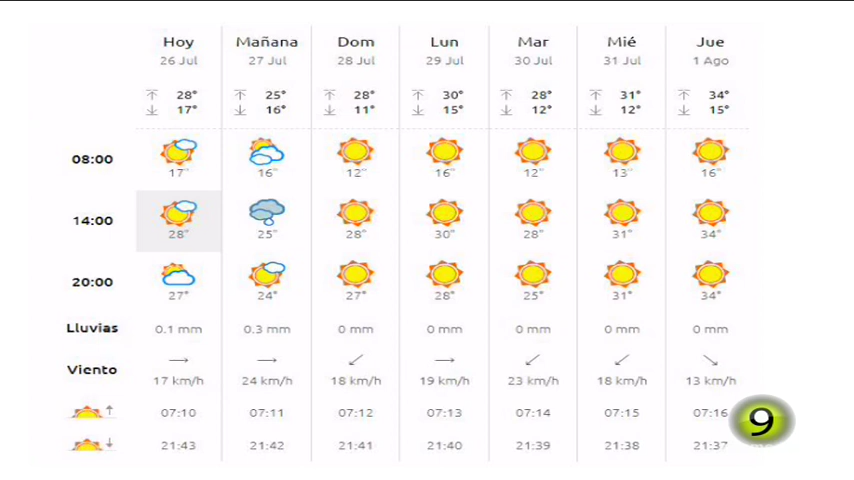 Hoy Mañana Dom Lun Mar Mié Jue
26 Jul 27 Jul 28 Jul 29 Jul 30 Jul 31 Jul 1 Ago
28° 25° 28° 30° 28° 31° 34°
17° 16° 11° 15° 12° 12° 15°
08:00 17° 16° 12° 16° 12° 13° 16°
14:00 28° 25° 28° 30° 28° 31° 34°
20:00 27° 24° 27° 28° 25° 31° 34°
Lluvias 0.1 mm 0.3 mm 0 mm 0 mm 0 mm 0 mm 0 mm
Viento 17 km/h 24 km/h 18 km/h 19 km/h 23 km/h 18 km/h 13 km/h
07:10 07:11 07:12 07:13 07:14 07:15 07:16
21:43 21:42 21:41 21:40 21:39 21:38 21:37
9